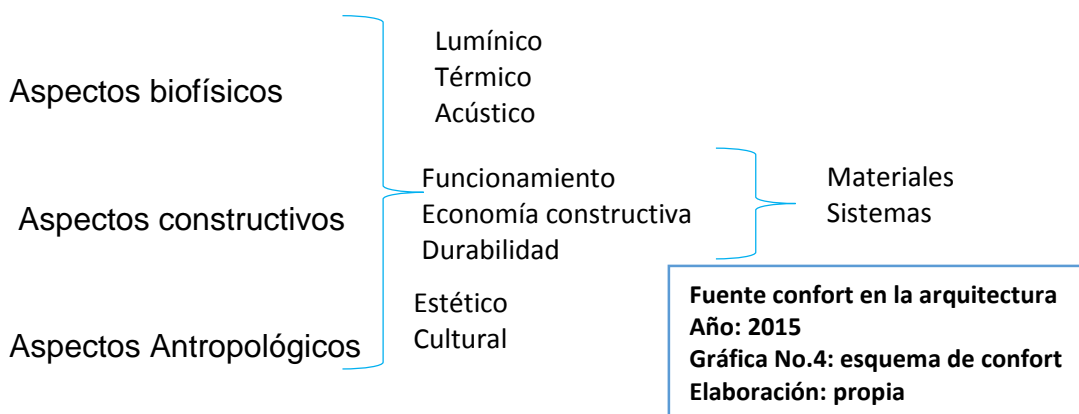 Aspectos biofísicos
Lumínico
Térmico
Acústico
Aspectos constructivos
Funcionamiento
Economía constructiva
Durabilidad
Materiales
Sistemas
Aspectos Antropológicos
Estético
Cultural
Fuente confort en la arquitectura
Año: 2015
Gráfica No.4: esquema de confort
Elaboración: propia